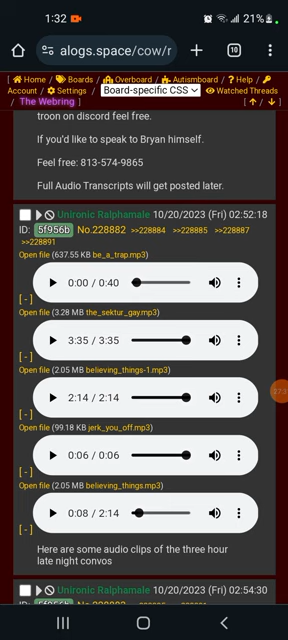 1:32 21%
alogs.space/cow/r 10
[ Home / Boards / Overboard / Autismboard / ? Help /
Account / Settings / Board-specific CSS Watched Threads
/ The Webring ] [ ↑ / ↓ ]
troon on discord feel free.
If you'd like to speak to Bryan himself.
Feel free: 813-574-9865
Full Audio Transcripts will get posted later.
Unironic Ralphamale 10/20/2023 (Fri) 02:52:18
ID: 5f956b No.228882 >>228884 >>228885 >>228887
>>228891
Open file (637.55 KB be_a_trap.mp3)
0:00 / 0:40
[-]
Open file (3.28 MB the_sektur_gay.mp3)
3:35 / 3:35
[-]
Open file (2.05 MB believing_things-1.mp3)
2:14 / 2:14
[-]
Open file (99.18 KB jerk_you_off.mp3)
0:06 / 0:06
[-]
Open file (2.05 MB believing_things.mp3)
0:08 / 2:14
[-]
Here are some audio clips of the three hour
late night convos
Unironic Ralphamale 10/20/2023 (Fri) 02:54:30